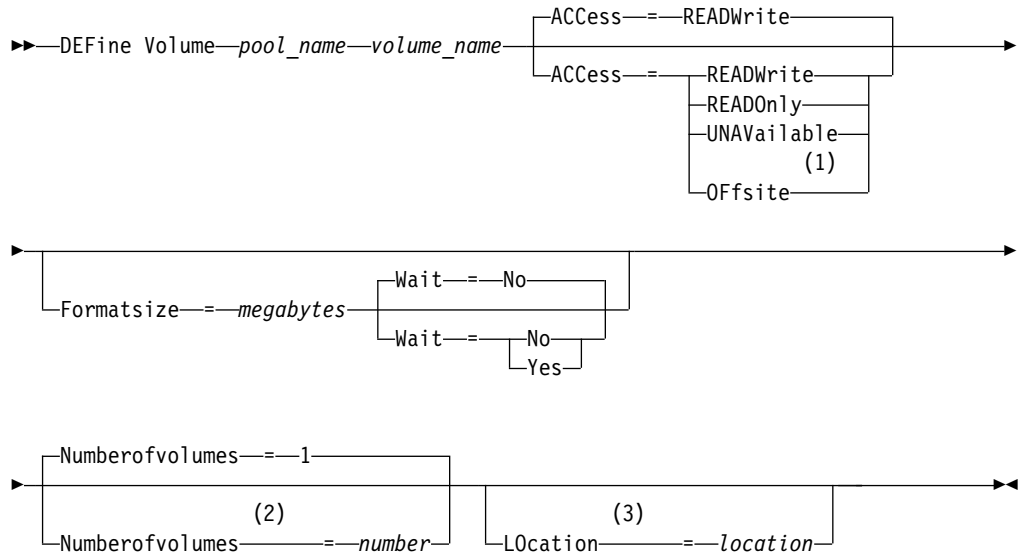 ACCess = READWrite
DEFine Volume pool_name volume_name
ACCess = READWrite
READOnly
UNAVailable
(1)
OFfsite
Wait = No
Formatsize = megabytes
Wait = No
Yes
Numberofvolumes = 1
(2) (3)
Numberofvolumes = number LOcation = location